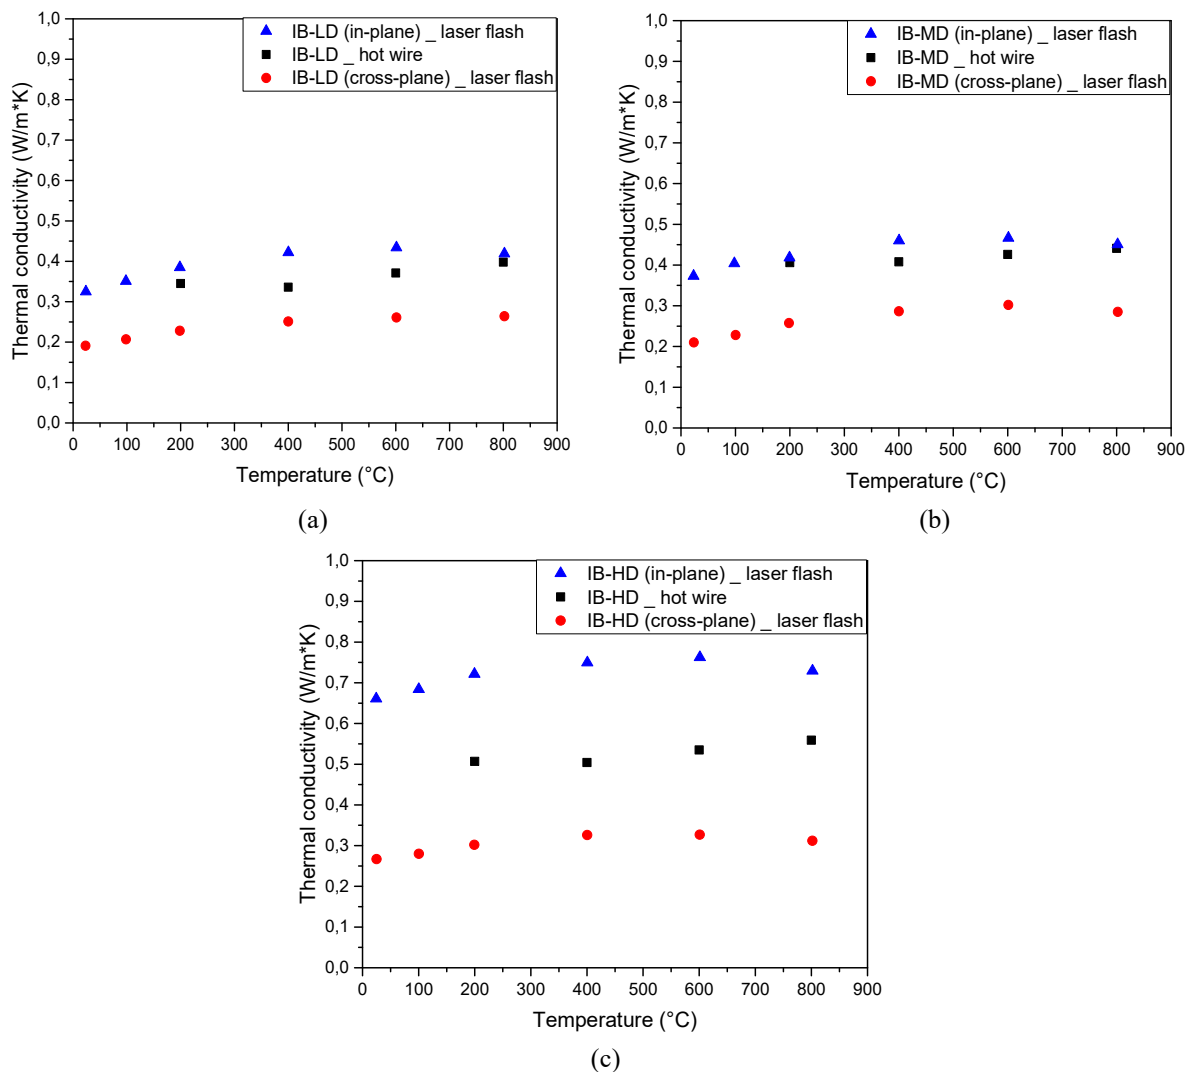 IB-LD (in-plane) _ laser flash
IB-LD _ hot wire
IB-LD (cross-plane) _ laser flash
1,0
0,9
0,8
0,7
0,6
0,5
0,4
0,3
0,2
0,1
0,0
Thermal conductivity (W/m*K)
0 100 200 300 400 500 600 700 800 900
Temperature (°C)
(a)
IB-MD (in-plane) _ laser flash
IB-MD _ hot wire
IB-MD (cross-plane) _ laser flash
1,0
0,9
0,8
0,7
0,6
0,5
0,4
0,3
0,2
0,1
0,0
Thermal conductivity (W/m*K)
0 100 200 300 400 500 600 700 800 900
Temperature (°C)
(b)
IB-HD (in-plane) _ laser flash
IB-HD _ hot wire
IB-HD (cross-plane) _ laser flash
1,0
0,9
0,8
0,7
0,6
0,5
0,4
0,3
0,2
0,1
0,0
Thermal conductivity (W/m*K)
0 100 200 300 400 500 600 700 800 900
Temperature (°C)
(c)